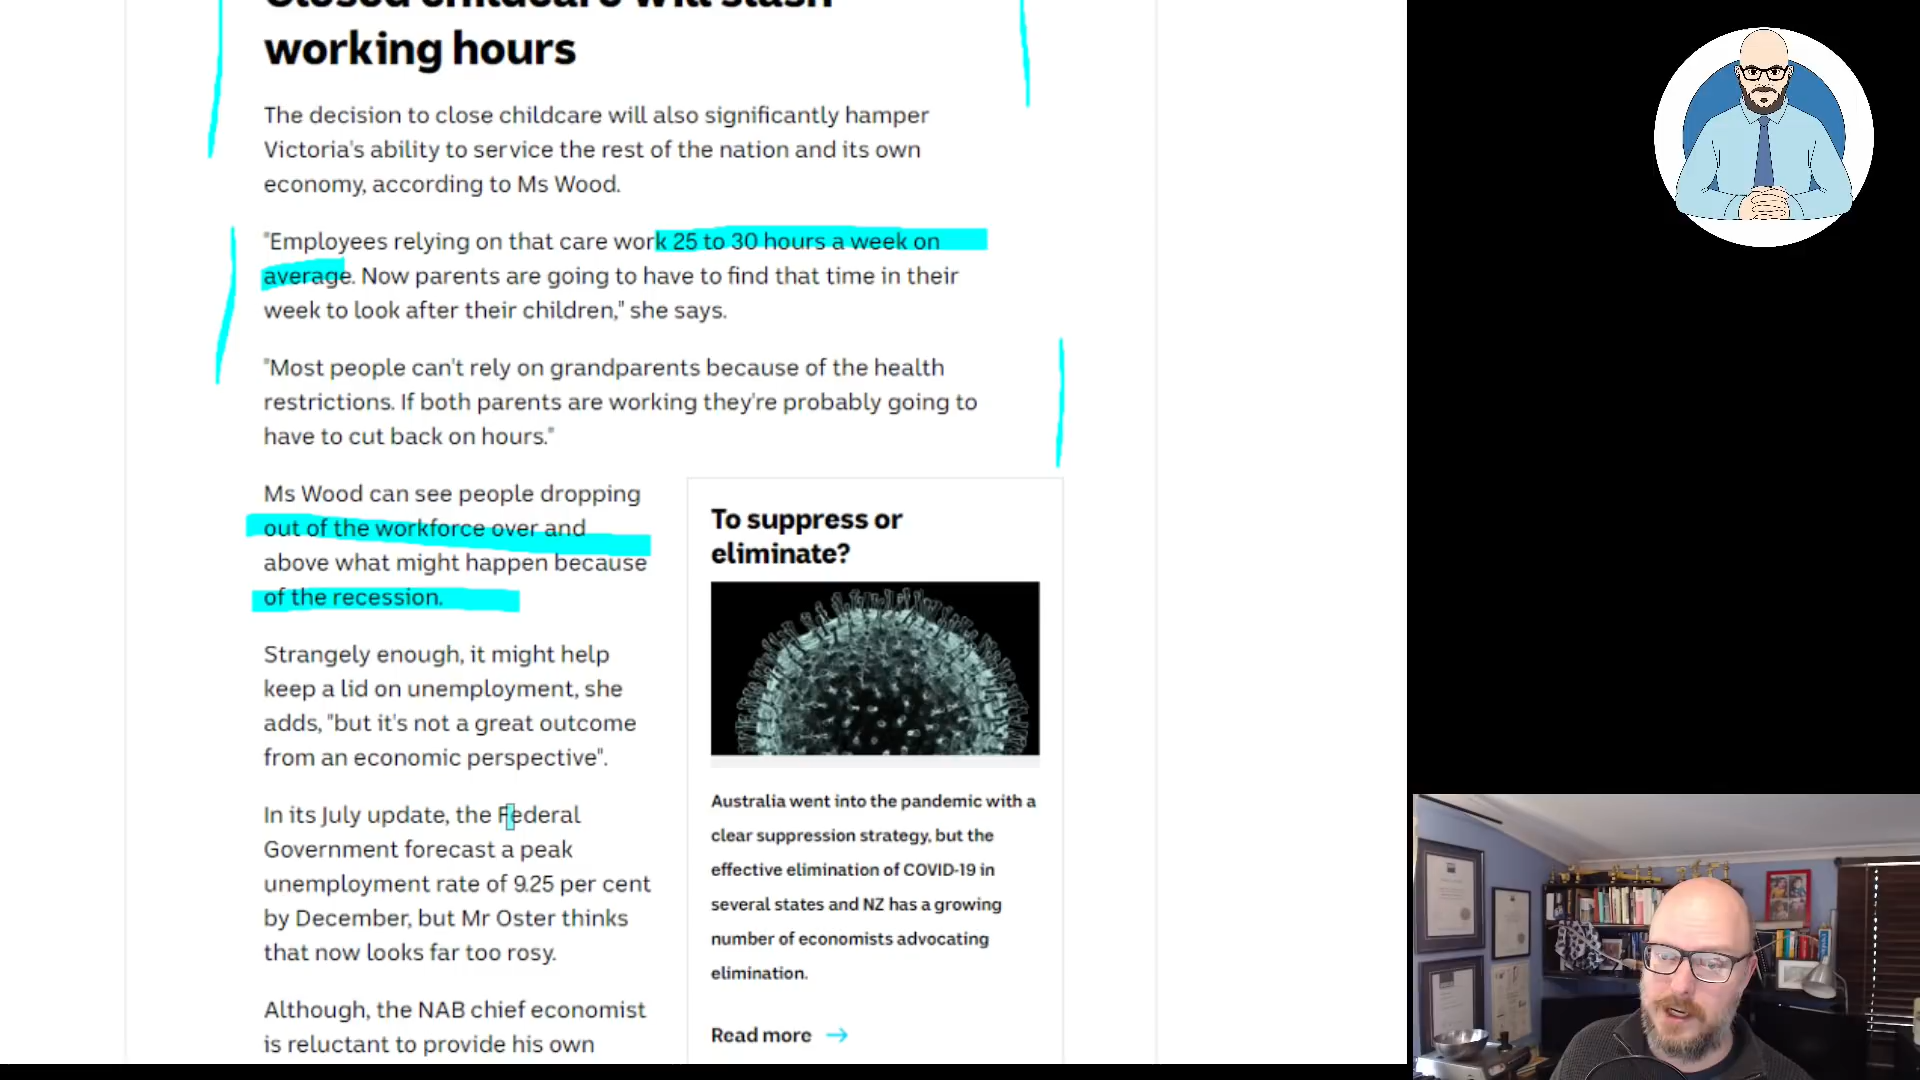 Closed childcare will slash
working hours
The decision to close childcare will also significantly hamper
Victoria's ability to service the rest of the nation and its own
economy, according to Ms Wood.
"Employees relying on that care work 25 to 30 hours a week on
average. Now parents are going to have to find that time in their
week to look after their children," she says.
"Most people can't rely on grandparents because of the health
restrictions. If both parents are working they're probably going to
have to cut back on hours."
Ms Wood can see people dropping
out of the workforce over and
above what might happen because
of the recession.
Strangely enough, it might help
keep a lid on unemployment, she
adds, "but it's not a great outcome
from an economic perspective".
In its July update, the Federal
Government forecast a peak
unemployment rate of 9.25 per cent
by December, but Mr Oster thinks
that now looks far too rosy.
Although, the NAB chief economist
is reluctant to provide his own
To suppress or
eliminate?
Australia went into the pandemic with a
clear suppression strategy, but the
effective elimination of COVID-19 in
several states and NZ has a growing
number of economists advocating
elimination.
Read more →